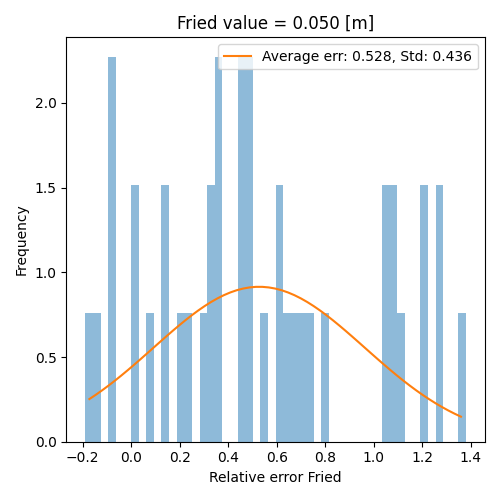 Fried value = 0.050 [m]
Average err: 0.528, Std: 0.436
Frequency
2.0
1.5
1.0
0.5
0.0
−0.2 0.0 0.2 0.4 0.6 0.8 1.0 1.2 1.4
Relative error Fried